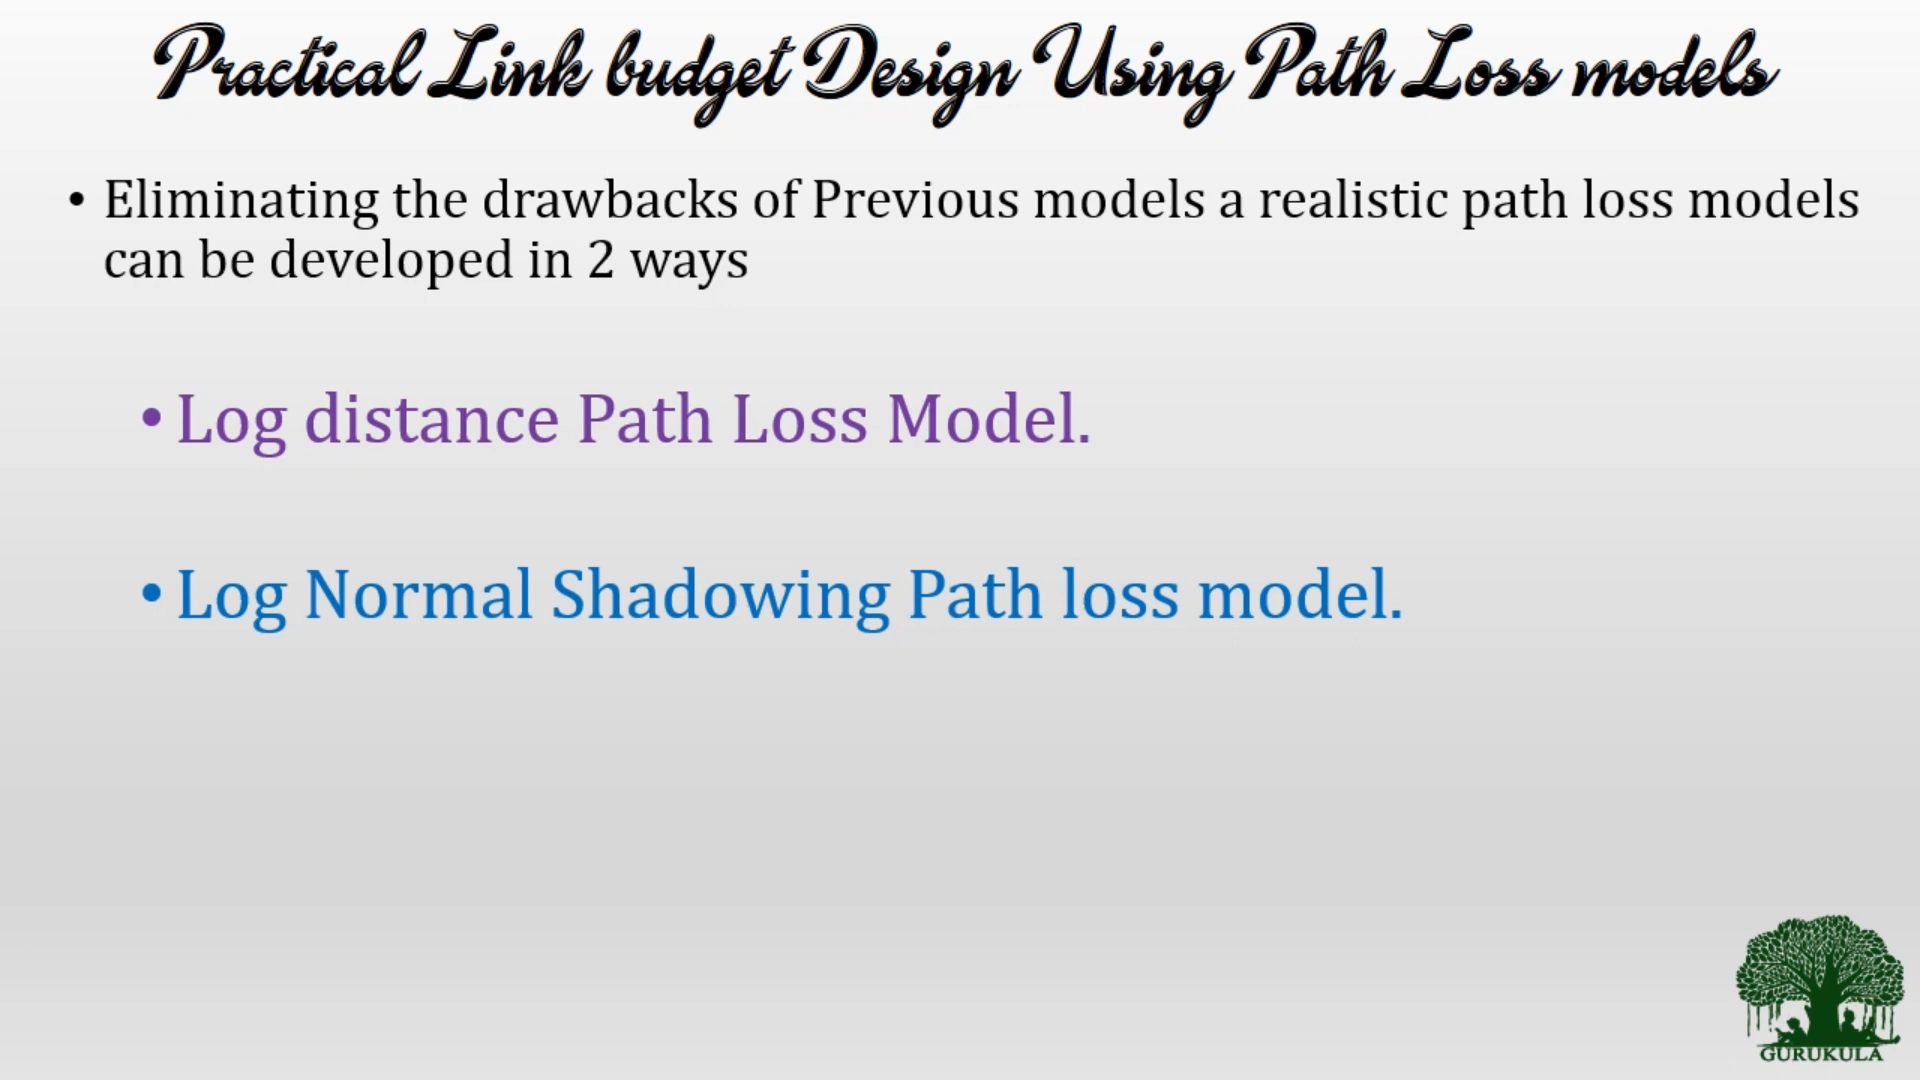 Practical Link budget Design Using Path Loss models
• Eliminating the drawbacks of Previous models a realistic path loss models
can be developed in 2 ways
• Log distance Path Loss Model.
• Log Normal Shadowing Path loss model.
GURUKULA